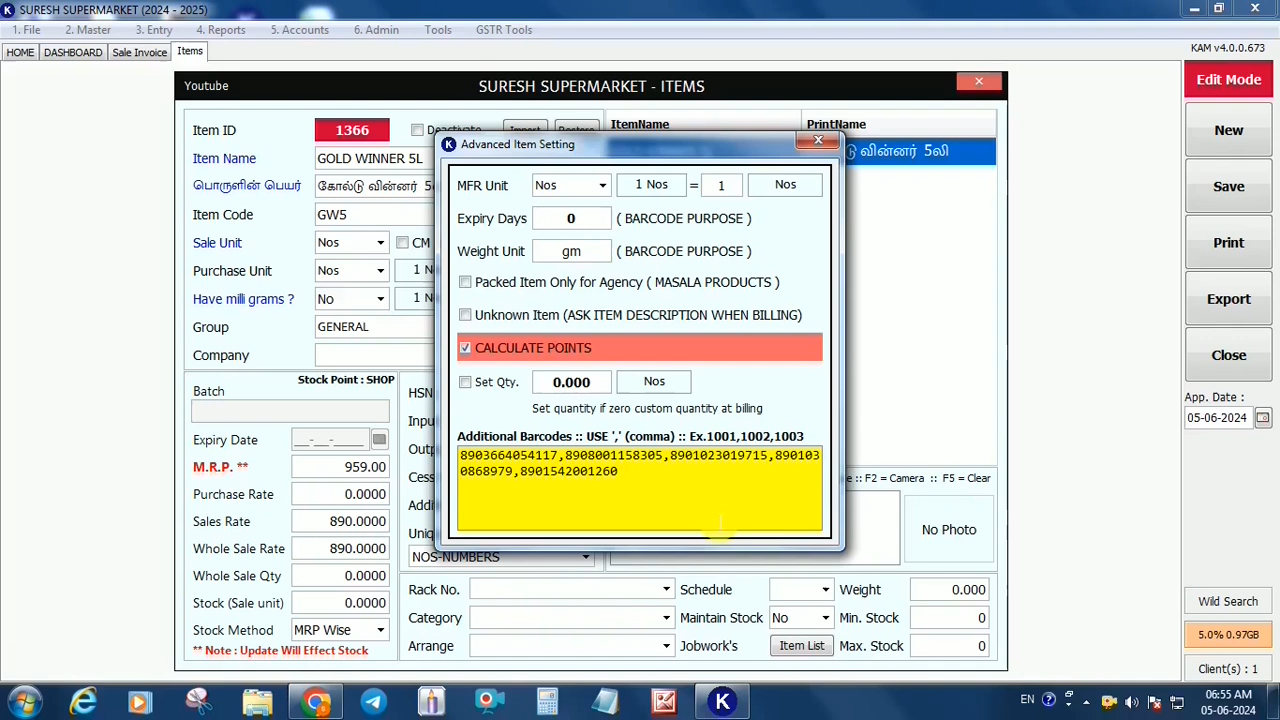 SURESH SUPERMARKET (2024 - 2025)
1. File 2. Master 3. Entry 4. Reports 5. Accounts 6. Admin Tools GSTR Tools
HOME DASHBOARD Sale Invoice Items
KAM v4.0.0.673
Youtube
SURESH SUPERMARKET - ITEMS
Edit Mode
New
Save
Print
Export
Close
App. Date :
05-06-2024
Wild Search
5.0% 0.97GB
Client(s) : 1
Item ID 1366 Deactivate Import Restore
Item Name GOLD WINNER 5L
பொருளின் பெயர்
Item Code GW5
Sale Unit Nos CM
Purchase Unit Nos
Have milli grams ? No
Group GENERAL
Company
ItemName PrintName
வின்னர் 5லி
Advanced Item Setting
MFR Unit Nos 1 Nos = 1 Nos
Expiry Days 0 ( BARCODE PURPOSE )
Weight Unit gm ( BARCODE PURPOSE )
Packed Item Only for Agency ( MASALA PRODUCTS )
Unknown Item (ASK ITEM DESCRIPTION WHEN BILLING)
CALCULATE POINTS
Set Qty. 0.000 Nos
Set quantity if zero custom quantity at billing
Additional Barcodes :: USE ',' (comma) :: Ex.1001,1002,1003
8903664054117,8908001158305,8901023019715,890103
0868979,8901542001260
Stock Point : SHOP
Batch
Expiry Date __-__-____
M.R.P. ** 959.00
Purchase Rate 0.0000
Sales Rate 890.0000
Whole Sale Rate 890.0000
Whole Sale Qty 0.0000
Stock (Sale unit) 0.0000
Stock Method MRP Wise
** Note : Update Will Effect Stock
NOS-NUMBERS
:: F2 = Camera :: F5 = Clear
No Photo
Rack No. Schedule Weight 0.000
Category Maintain Stock No Min. Stock 0
Arrange Jobwork's Item List Max. Stock 0
EN
06:55 AM
05-06-2024